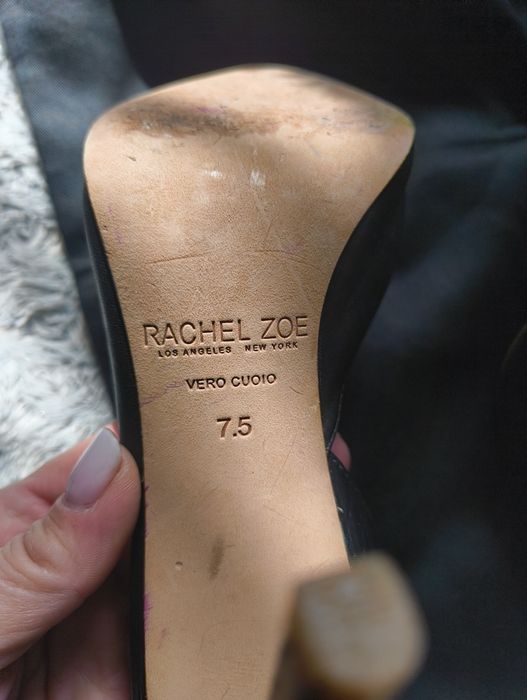 RACHEL ZOE
LOS ANGELES NEW YORK
VERO CUOIO
7.5